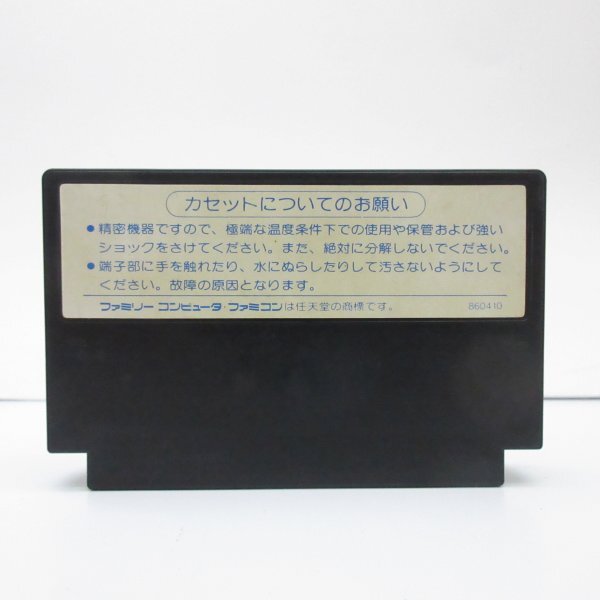 カセットについてのお願い
●精密機器ですので、極端な温度条件下での使用や保管および強い
ショックをさけてください。また、絶対に分解しないでください。
●端子部に手を触れたり、水にぬらしたりして汚さないようにして
ください。故障の原因となります。
ファミリーコンピュータ・ファミコンは任天堂の商標です。 860410